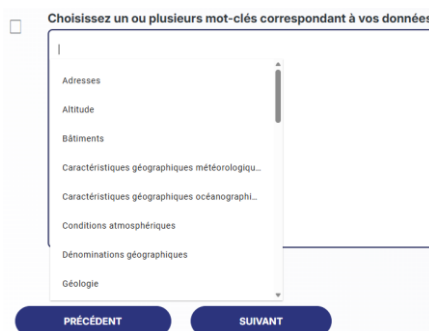 Choisissez un ou plusieurs mot-clés correspondant à vos données
Adresses
Altitude
Bâtiments
Caractéristiques géographiques météorologiqu...
Caractéristiques géographiques océanographi...
Conditions atmosphériques
Dénominations géographiques
Géologie
PRÉCÉDENT SUIVANT